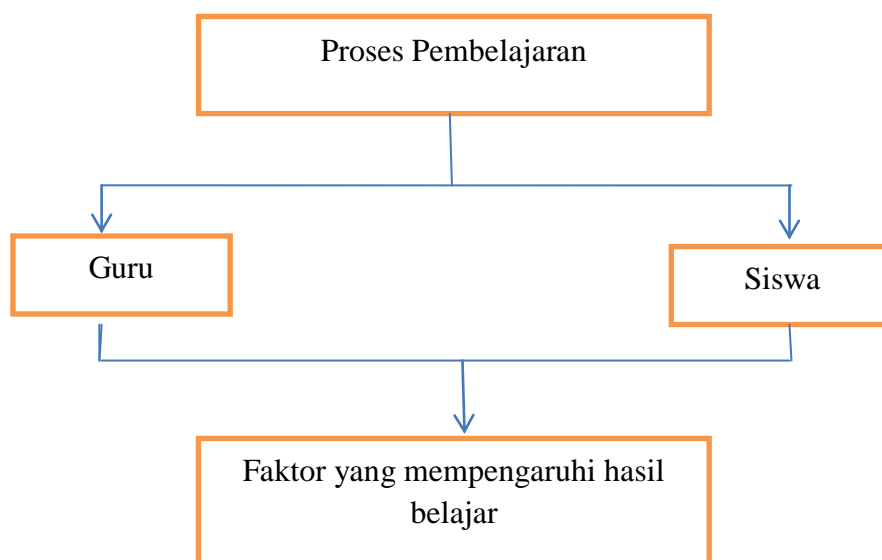 Proses Pembelajaran
Guru
Siswa
Faktor yang mempengaruhi hasil
belajar